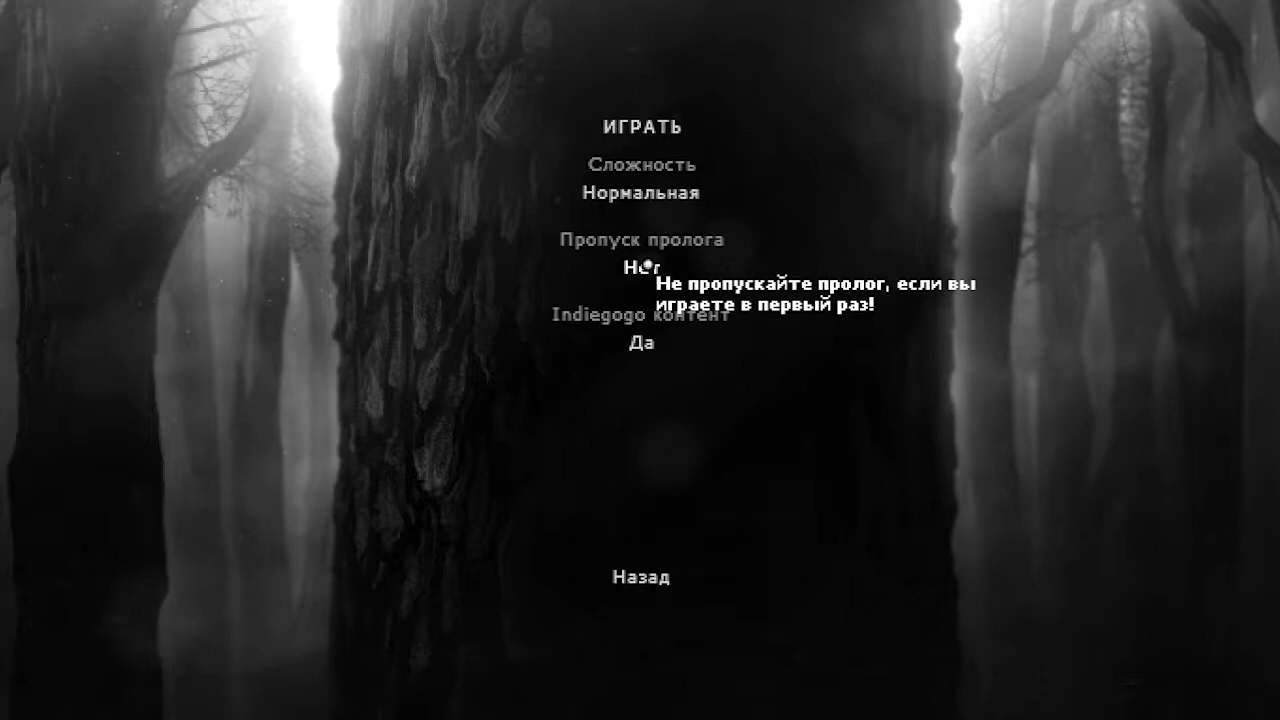 ИГРАТЬ
Сложность
Нормальная
Пропуск пролога
Нет
Не пропускайте пролог, если вы
играете в первый раз!
Indiegogo контент
Да
Назад